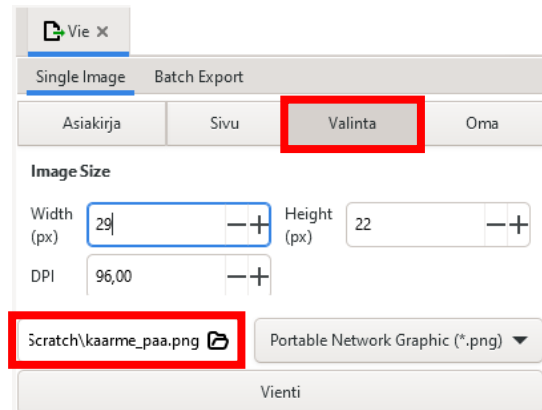 Vie ×
Single Image Batch Export
Asiakirja Sivu Valinta Oma
Image Size
Width (px) 29 Height (px) 22
DPI 96,00
Scratch\kaarme_paa.png Portable Network Graphic (*.png)
Vienti